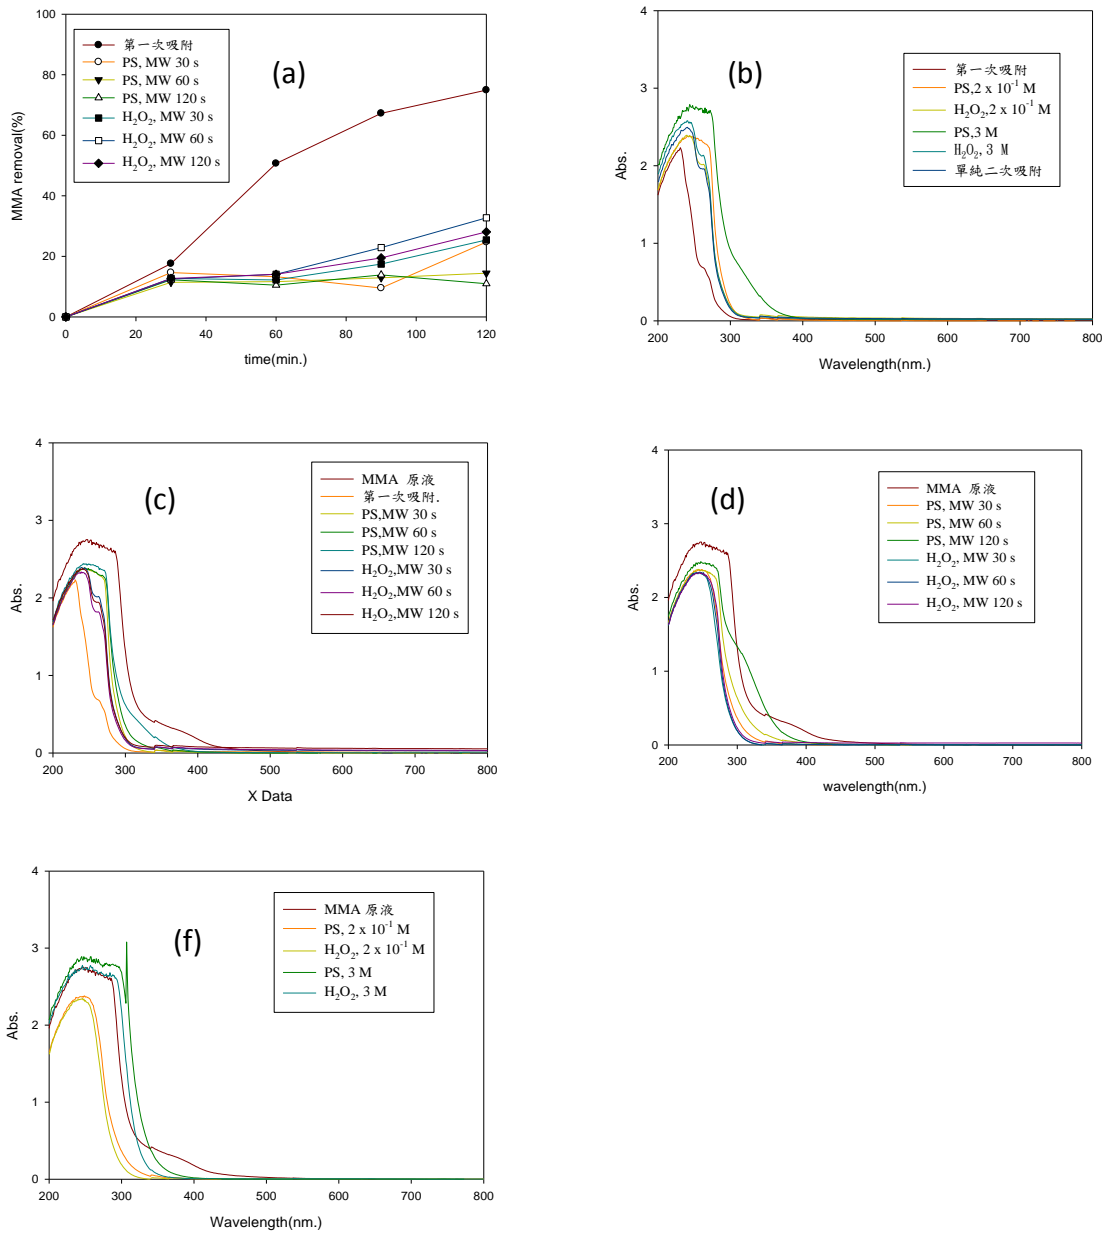 100
80
60
40
20
0
MMA removal(%)
第一次吸附
PS, MW 30 s
PS, MW 60 s
PS, MW 120 s
H₂O₂, MW 30 s
H₂O₂, MW 60 s
H₂O₂, MW 120 s
(a)
0 20 40 60 80 100 120
time(min.)
4
3
2
1
0
Abs.
(b)
第一次吸附
PS,2 x 10⁻¹ M
H₂O₂,2 x 10⁻¹ M
PS,3 M
H₂O₂, 3 M
單純二次吸附
200 300 400 500 600 700 800
Wavelength(nm.)
4
3
2
1
0
Abs.
(c)
MMA 原液
第一次吸附.
PS,MW 30 s
PS,MW 60 s
PS,MW 120 s
H₂O₂,MW 30 s
H₂O₂,MW 60 s
H₂O₂,MW 120 s
200 300 400 500 600 700 800
X Data
4
3
2
1
0
Abs.
(d)
MMA 原液
PS, MW 30 s
PS, MW 60 s
PS, MW 120 s
H₂O₂, MW 30 s
H₂O₂, MW 60 s
H₂O₂, MW 120 s
200 300 400 500 600 700 800
wavelength(nm.)
4
3
2
1
0
Abs.
(f)
MMA 原液
PS, 2 x 10⁻¹ M
H₂O₂, 2 x 10⁻¹ M
PS, 3 M
H₂O₂, 3 M
200 300 400 500 600 700 800
Wavelength(nm.)